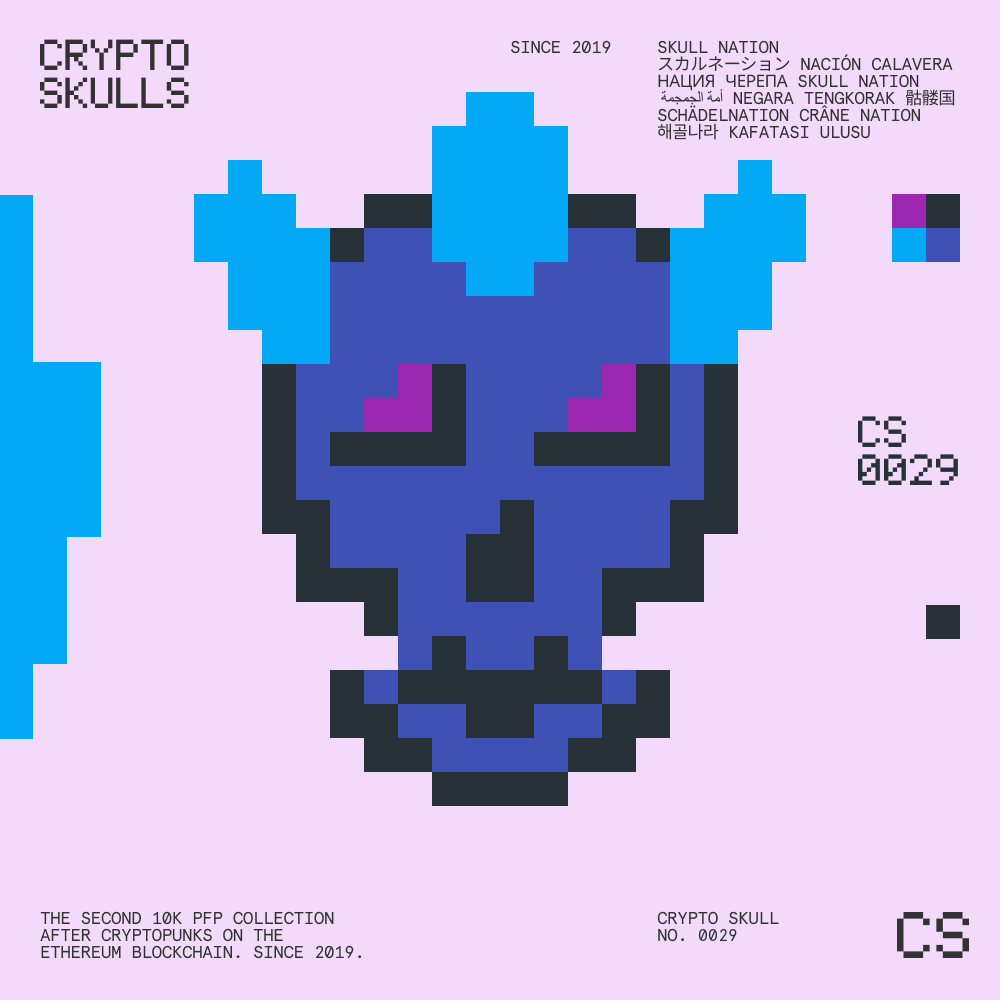 CRYPTO
SKULLS
SINCE 2019
SKULL NATION
スカルネーション NACIÓN CALAVERA
НАЦИЯ ЧЕРЕПА SKULL NATION
أمة الجمجمة NEGARA TENGKORAK 骷髅国
SCHÄDELNATION CRÂNE NATION
해골나라 KAFATASI ULUSU
CS
0029
THE SECOND 10K PFP COLLECTION
AFTER CRYPTOPUNKS ON THE
ETHEREUM BLOCKCHAIN. SINCE 2019.
CRYPTO SKULL
NO. 0029
CS